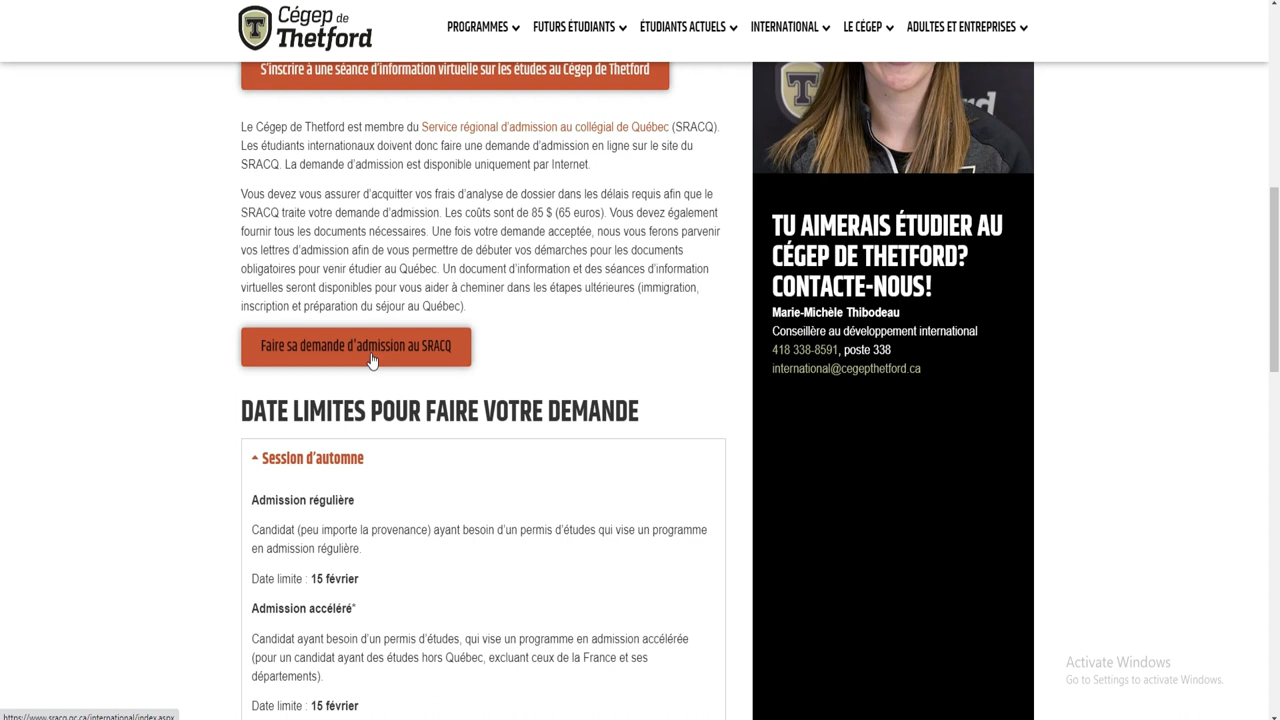 Cégep de
Thetford
PROGRAMMES FUTURS ÉTUDIANTS ÉTUDIANTS ACTUELS INTERNATIONAL LE CÉGEP ADULTES ET ENTREPRISES
S'inscrire à une séance d'information virtuelle sur les études au Cégep de Thetford
Le Cégep de Thetford est membre du Service régional d'admission au collégial de Québec (SRACQ).
Les étudiants internationaux doivent donc faire une demande d'admission en ligne sur le site du
SRACQ. La demande d'admission est disponible uniquement par Internet.
Vous devez vous assurer d'acquitter vos frais d'analyse de dossier dans les délais requis afin que le
SRACQ traite votre demande d'admission. Les coûts sont de 85 $ (65 euros). Vous devez également
fournir tous les documents nécessaires. Une fois votre demande acceptée, nous vous ferons parvenir
vos lettres d'admission afin de vous permettre de débuter vos démarches pour les documents
obligatoires pour venir étudier au Québec. Un document d'information et des séances d'information
virtuelles seront disponibles pour vous aider à cheminer dans les étapes ultérieures (immigration,
inscription et préparation du séjour au Québec).
Faire sa demande d'admission au SRACQ
DATE LIMITES POUR FAIRE VOTRE DEMANDE
Session d'automne
Admission régulière
Candidat (peu importe la provenance) ayant besoin d'un permis d'études qui vise un programme
en admission régulière.
Date limite : 15 février
Admission accéléré*
Candidat ayant besoin d'un permis d'études, qui vise un programme en admission accélérée
(pour un candidat ayant des études hors Québec, excluant ceux de la France et ses
départements).
Date limite : 15 février
TU AIMERAIS ÉTUDIER AU
CÉGEP DE THETFORD?
CONTACTE-NOUS!
Marie-Michèle Thibodeau
Conseillère au développement international
418 338-8591, poste 338
international@cegepthetford.ca
Activate Windows
Go to Settings to activate Windows.
https://www.sracq.qc.ca/international/index.aspx